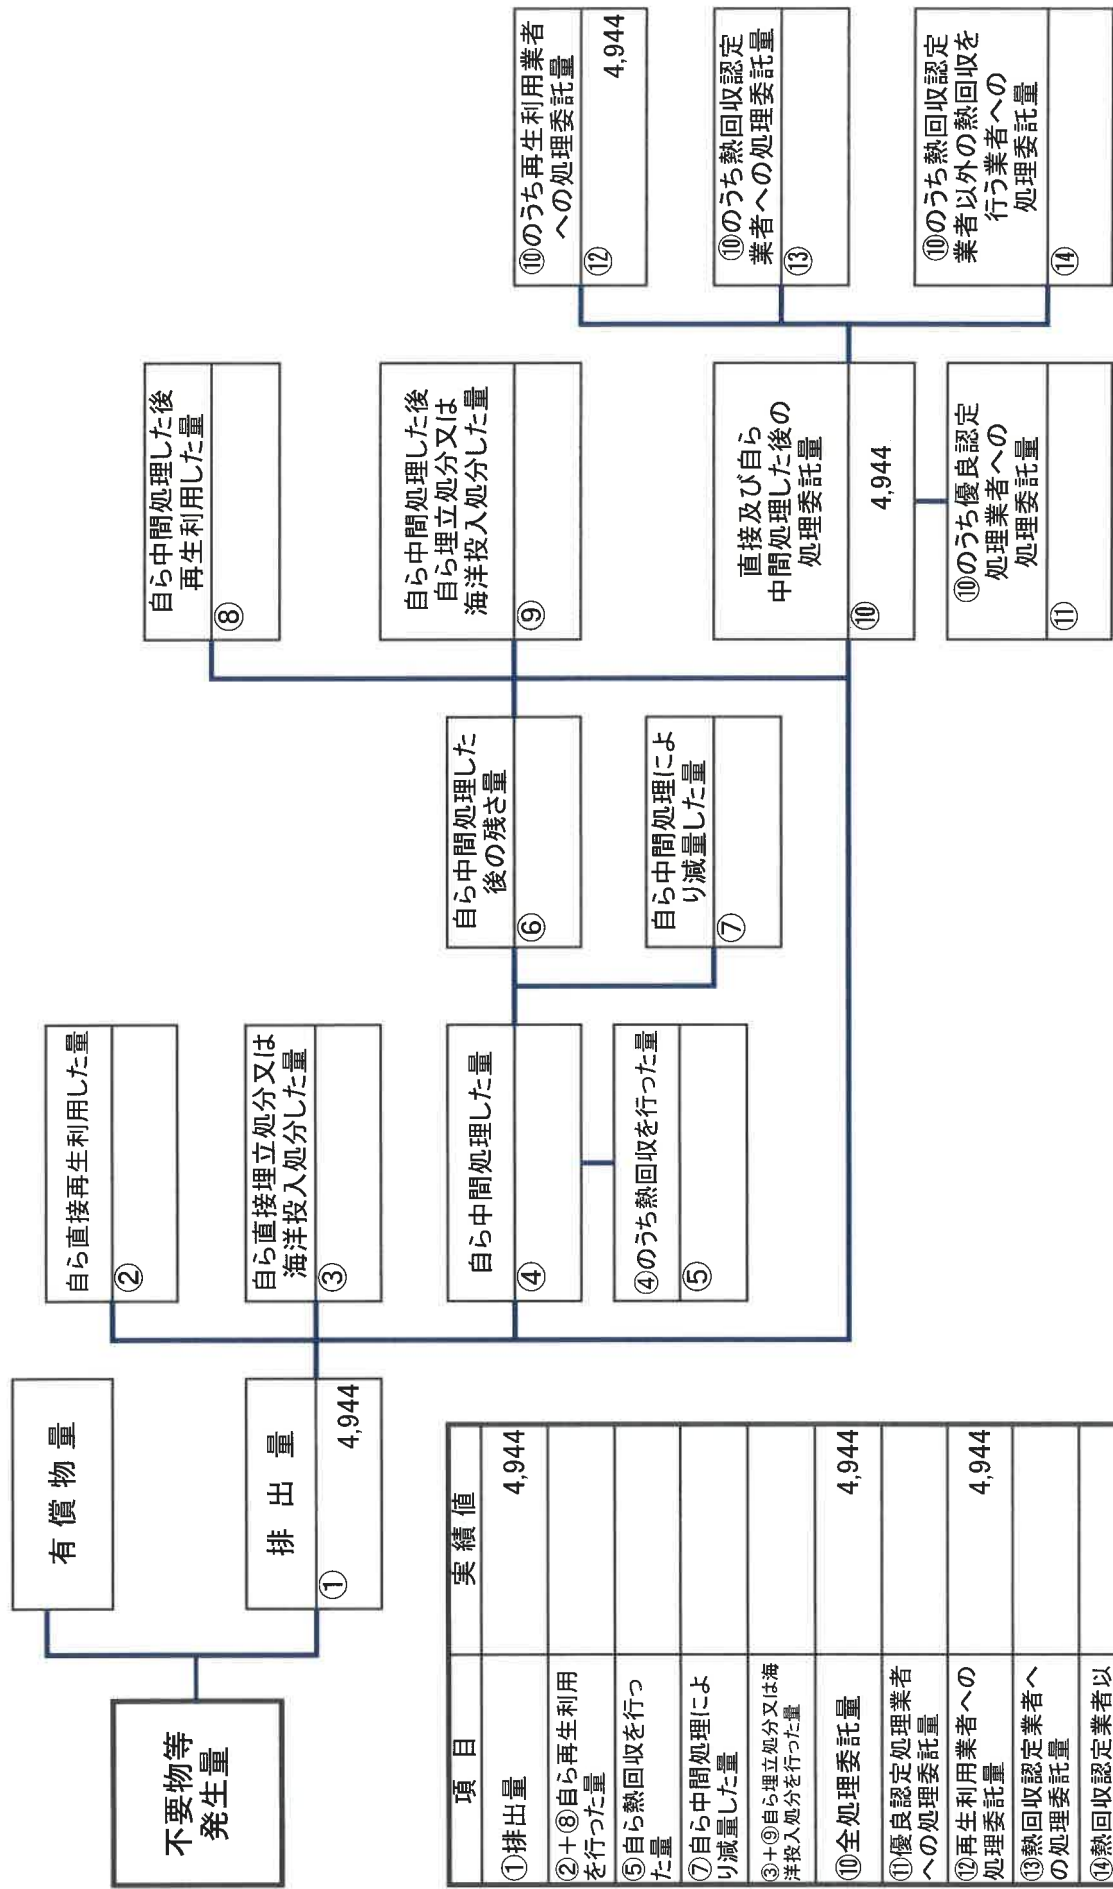 不要物等
発生量
有償物量
排出量
①
4,944
自ら直接再生利用した量
②
自ら直接埋立処分又は
海洋投入処分した量
③
自ら中間処理した量
④
④のうち熱回収を行った量
⑤
自ら中間処理した
後の残さ量
⑥
自ら中間処理によ
り減量した量
⑦
自ら中間処理した後
再生利用した量
⑧
自ら中間処理した後
自ら埋立処分又は
海洋投入処分した量
⑨
直接及び自ら
中間処理した後の
処理委託量
⑩
4,944
⑩のうち優良認定
処理業者への
処理委託量
⑪
⑩のうち再生利用業者
への処理委託量
⑫
4,944
⑩のうち熱回収認定
業者への処理委託量
⑬
⑩のうち熱回収認定
業者以外の熱回収を
行う業者への
処理委託量
⑭
項目 実績値
①排出量 4,944
②+⑧自ら再生利用
を行った量
⑤自ら熱回収を行っ
た量
⑦自ら中間処理によ
り減量した量
③+⑨自ら埋立処分又は海
洋投入処分を行った量
⑩全処理委託量 4,944
⑪優良認定処理業者
への処理委託量
⑫再生利用業者への
処理委託量 4,944
⑬熱回収認定業者へ
の処理委託量
⑭熱回収認定業者以